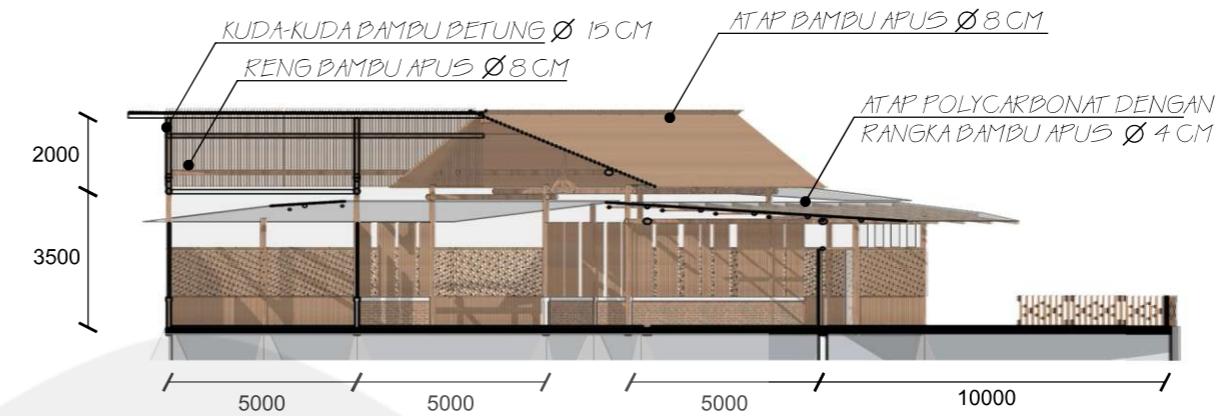 KUDA-KUDA BAMBU BETUNG Ø 15 CM
ATAP BAMBU APUS Ø 8 CM
RENG BAMBU APUS Ø 8 CM
ATAP POLYCARBONAT DENGAN
RANGKA BAMBU APUS Ø 4 CM
2000
3500
5000
5000
5000
10000